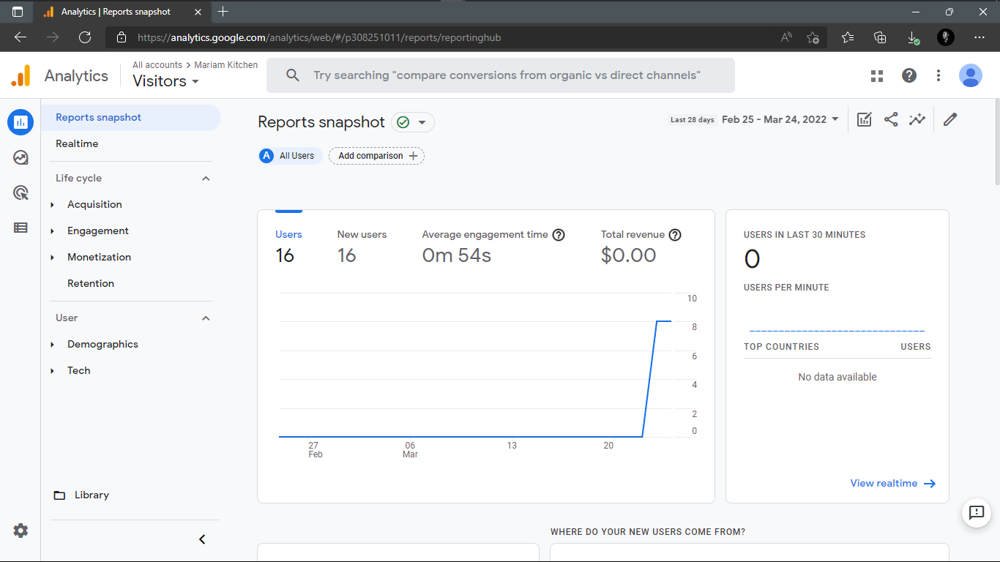 Analytics | Reports snapshot
https://analytics.google.com/analytics/web/#/p308251011/reports/reportinghub
Analytics
All accounts > Mariam Kitchen
Visitors
Try searching "compare conversions from organic vs direct channels"
Reports snapshot
Realtime
Life cycle
Acquisition
Engagement
Monetization
Retention
User
Demographics
Tech
Library
Reports snapshot
Last 28 days Feb 25 - Mar 24, 2022
A All Users
Add comparison
Users
16
New users
16
Average engagement time
0m 54s
Total revenue
$0.00
10
8
6
4
2
0
27
Feb
06
Mar
13
20
USERS IN LAST 30 MINUTES
0
USERS PER MINUTE
TOP COUNTRIES USERS
No data available
View realtime
WHERE DO YOUR NEW USERS COME FROM?